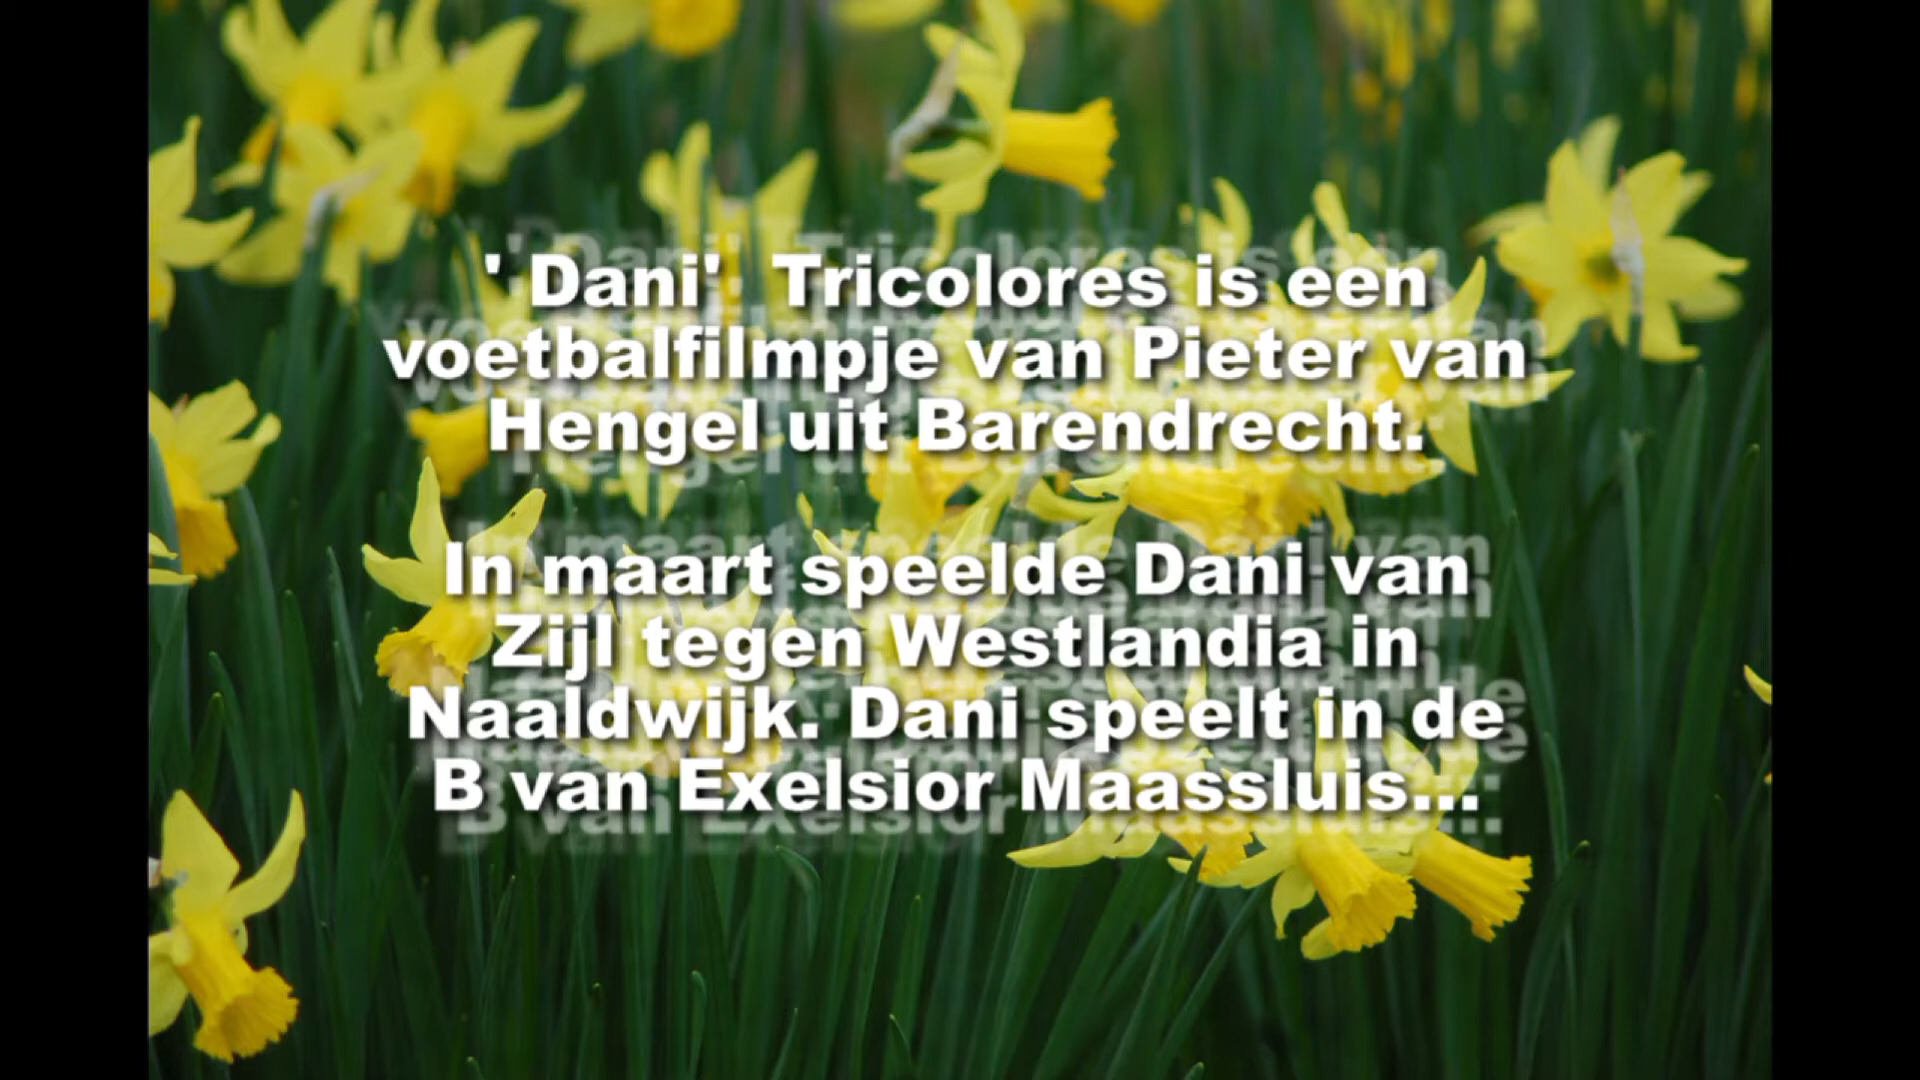 ' Dani'  Tricolores is een
voetbalfilmpje van Pieter van
Hengel uit Barendrecht.
In maart speelde Dani van
Zijl tegen Westlandia in
Naaldwijk. Dani speelt in de
B van Exelsior Maassluis...